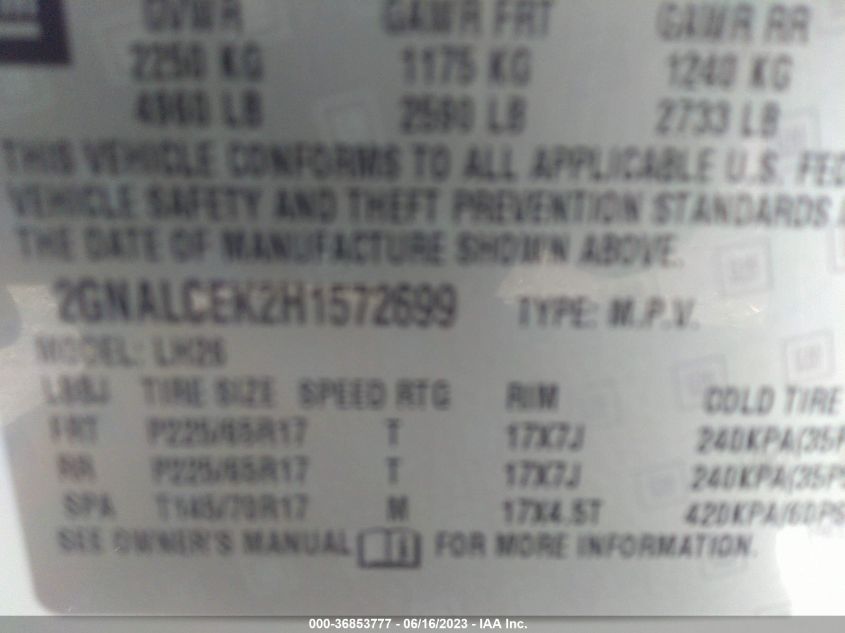 GVWR GAWR FRT GAWR RR
2250 KG 1175 KG 1240 KG
4960 LB 2590 LB 2733 LB
THIS VEHICLE CONFORMS TO ALL APPLICABLE U.S. FED
VEHICLE SAFETY AND THEFT PREVENTION STANDARDS
THE DATE OF MANUFACTURE SHOWN ABOVE.
2GNALCEK2H1572699 TYPE: M.P.V.
MODEL: LH26
TIRE SIZE SPEED RTG RIM COLD TIRE
FRT P225/65R17 T 17X7J 240KPA(35P
RR P225/65R17 T 17X7J 240KPA(35PS
SPA T145/70R17 M 17X4.5T 420KPA(60PS
SEE OWNER'S MANUAL FOR MORE INFORMATION.
000-36853777 - 06/16/2023 - IAA Inc.